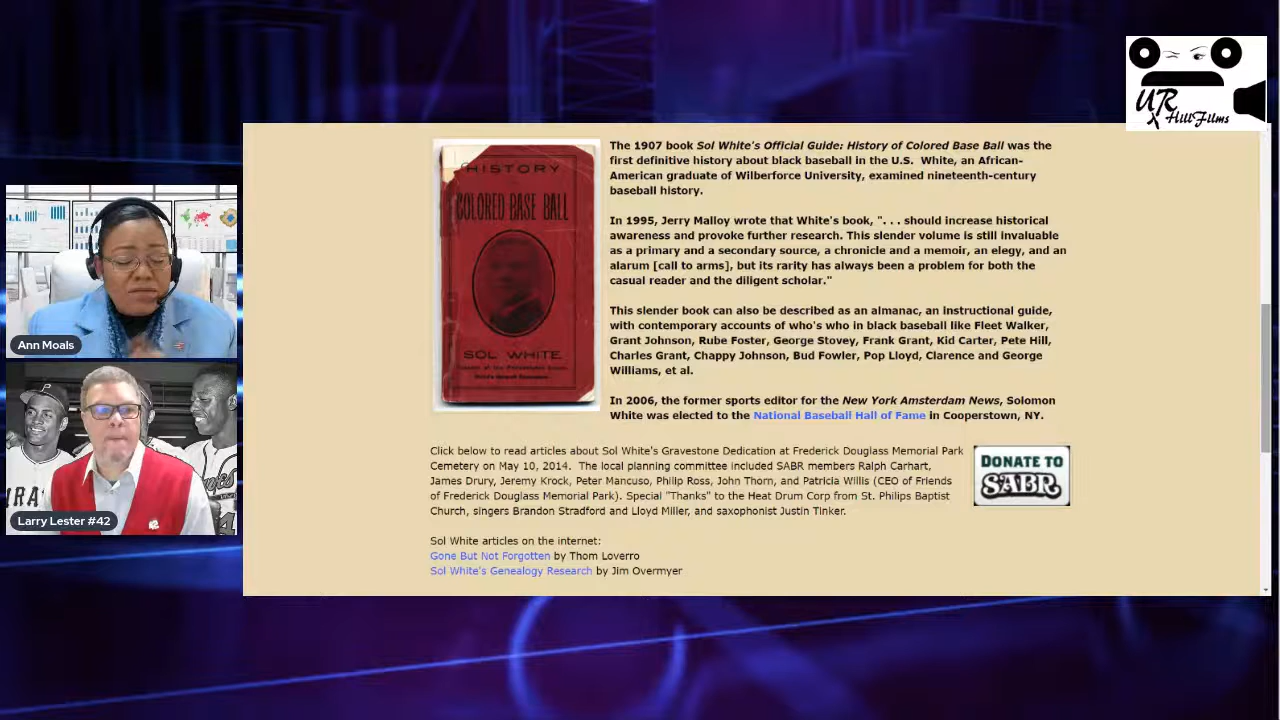 UR
HillFilms
HISTORY
COLORED BASE BALL
SOL WHITE
The 1907 book Sol White's Official Guide: History of Colored Base Ball was the
first definitive history about black baseball in the U.S. White, an African-
American graduate of Wilberforce University, examined nineteenth-century
baseball history.
In 1995, Jerry Malloy wrote that White's book, ". . . should increase historical
awareness and provoke further research. This slender volume is still invaluable
as a primary and a secondary source, a chronicle and a memoir, an elegy, and an
alarum [call to arms], but its rarity has always been a problem for both the
casual reader and the diligent scholar."
This slender book can also be described as an almanac, an instructional guide,
with contemporary accounts of who's who in black baseball like Fleet Walker,
Grant Johnson, Rube Foster, George Stovey, Frank Grant, Kid Carter, Pete Hill,
Charles Grant, Chappy Johnson, Bud Fowler, Pop Lloyd, Clarence and George
Williams, et al.
In 2006, the former sports editor for the New York Amsterdam News, Solomon
White was elected to the National Baseball Hall of Fame in Cooperstown, NY.
Click below to read articles about Sol White's Gravestone Dedication at Frederick Douglass Memorial Park
Cemetery on May 10, 2014. The local planning committee included SABR members Ralph Carhart,
James Drury, Jeremy Krock, Peter Mancuso, Philip Ross, John Thorn, and Patricia Willis (CEO of Friends
of Frederick Douglass Memorial Park). Special "Thanks" to the Heat Drum Corp from St. Philips Baptist
Church, singers Brandon Stradford and Lloyd Miller, and saxophonist Justin Tinker.
DONATE TO
SABR
Sol White articles on the internet:
Gone But Not Forgotten by Thom Loverro
Sol White's Genealogy Research by Jim Overmyer
Ann Moals
Larry Lester #42